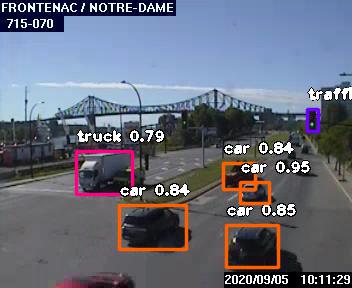 FRONTENAC / NOTRE-DAME
715-070
traffi
truck 0.79
car 0.84
car 0.95
car 0.84
car 0.85
2020/09/05 10:11:29